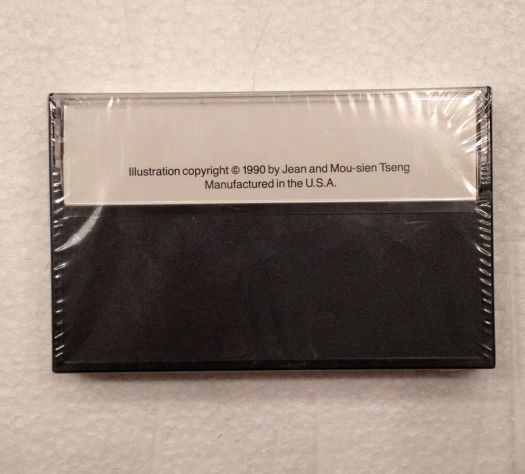 Illustration copyright © 1990 by Jean and Mou-sien Tseng
Manufactured in the U.S.A.